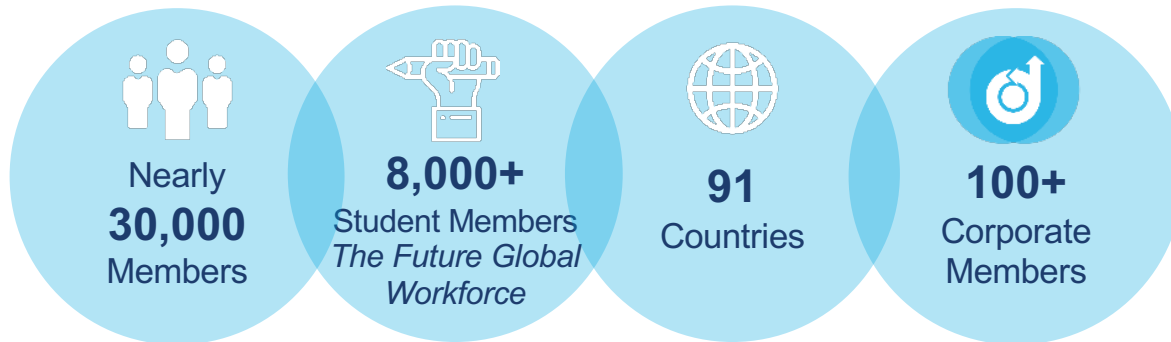 Nearly
30,000
Members
8,000+
Student Members
The Future Global
Workforce
91
Countries
100+
Corporate
Members